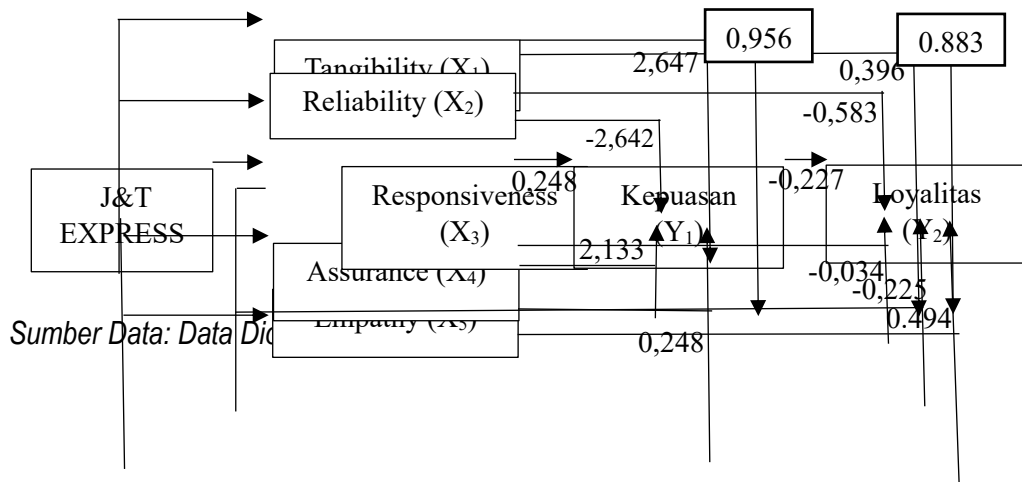 0,956
0.883
Tangibility (X₁)
2,647
0,396
Reliability (X₂)
-0,583
-2,642
0,248
-0,227
J&T
EXPRESS
Responsiveness
(X₃)
Kepuasan
(Y₁)
Loyalitas
(Y₂)
2,133
Assurance (X₄)
-0,034
-0,225
0.494
Empathy (X₅)
0,248
Sumber Data: Data